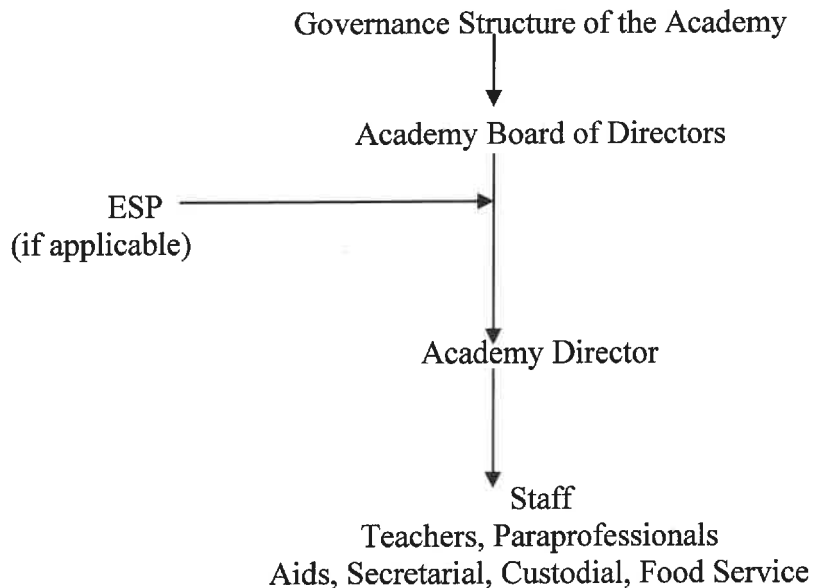 Governance Structure of the Academy
Academy Board of Directors
ESP
(if applicable)
Academy Director
Staff
Teachers, Paraprofessionals
Aids, Secretarial, Custodial, Food Service